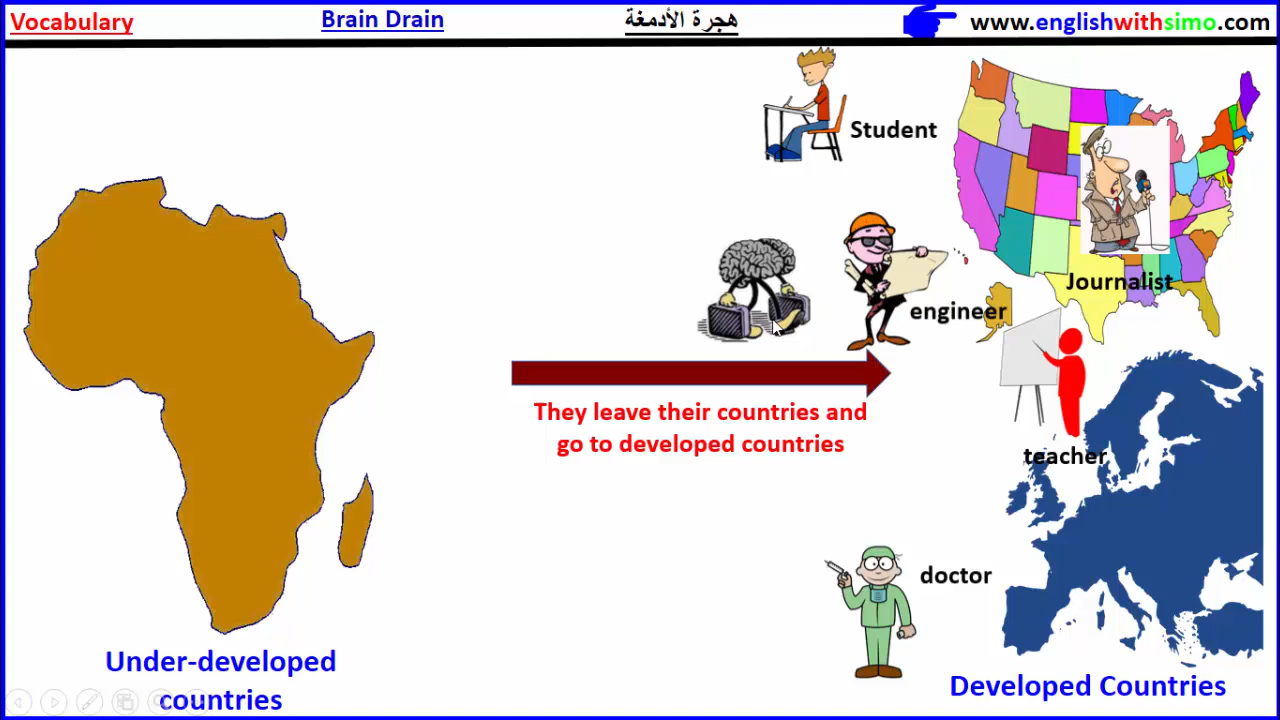 Vocabulary
Brain Drain
هجرة الأدمغة
www.englishwithsimo.com
Student
Journalist
engineer
They leave their countries and
go to developed countries
teacher
doctor
Under-developed
countries
Developed Countries